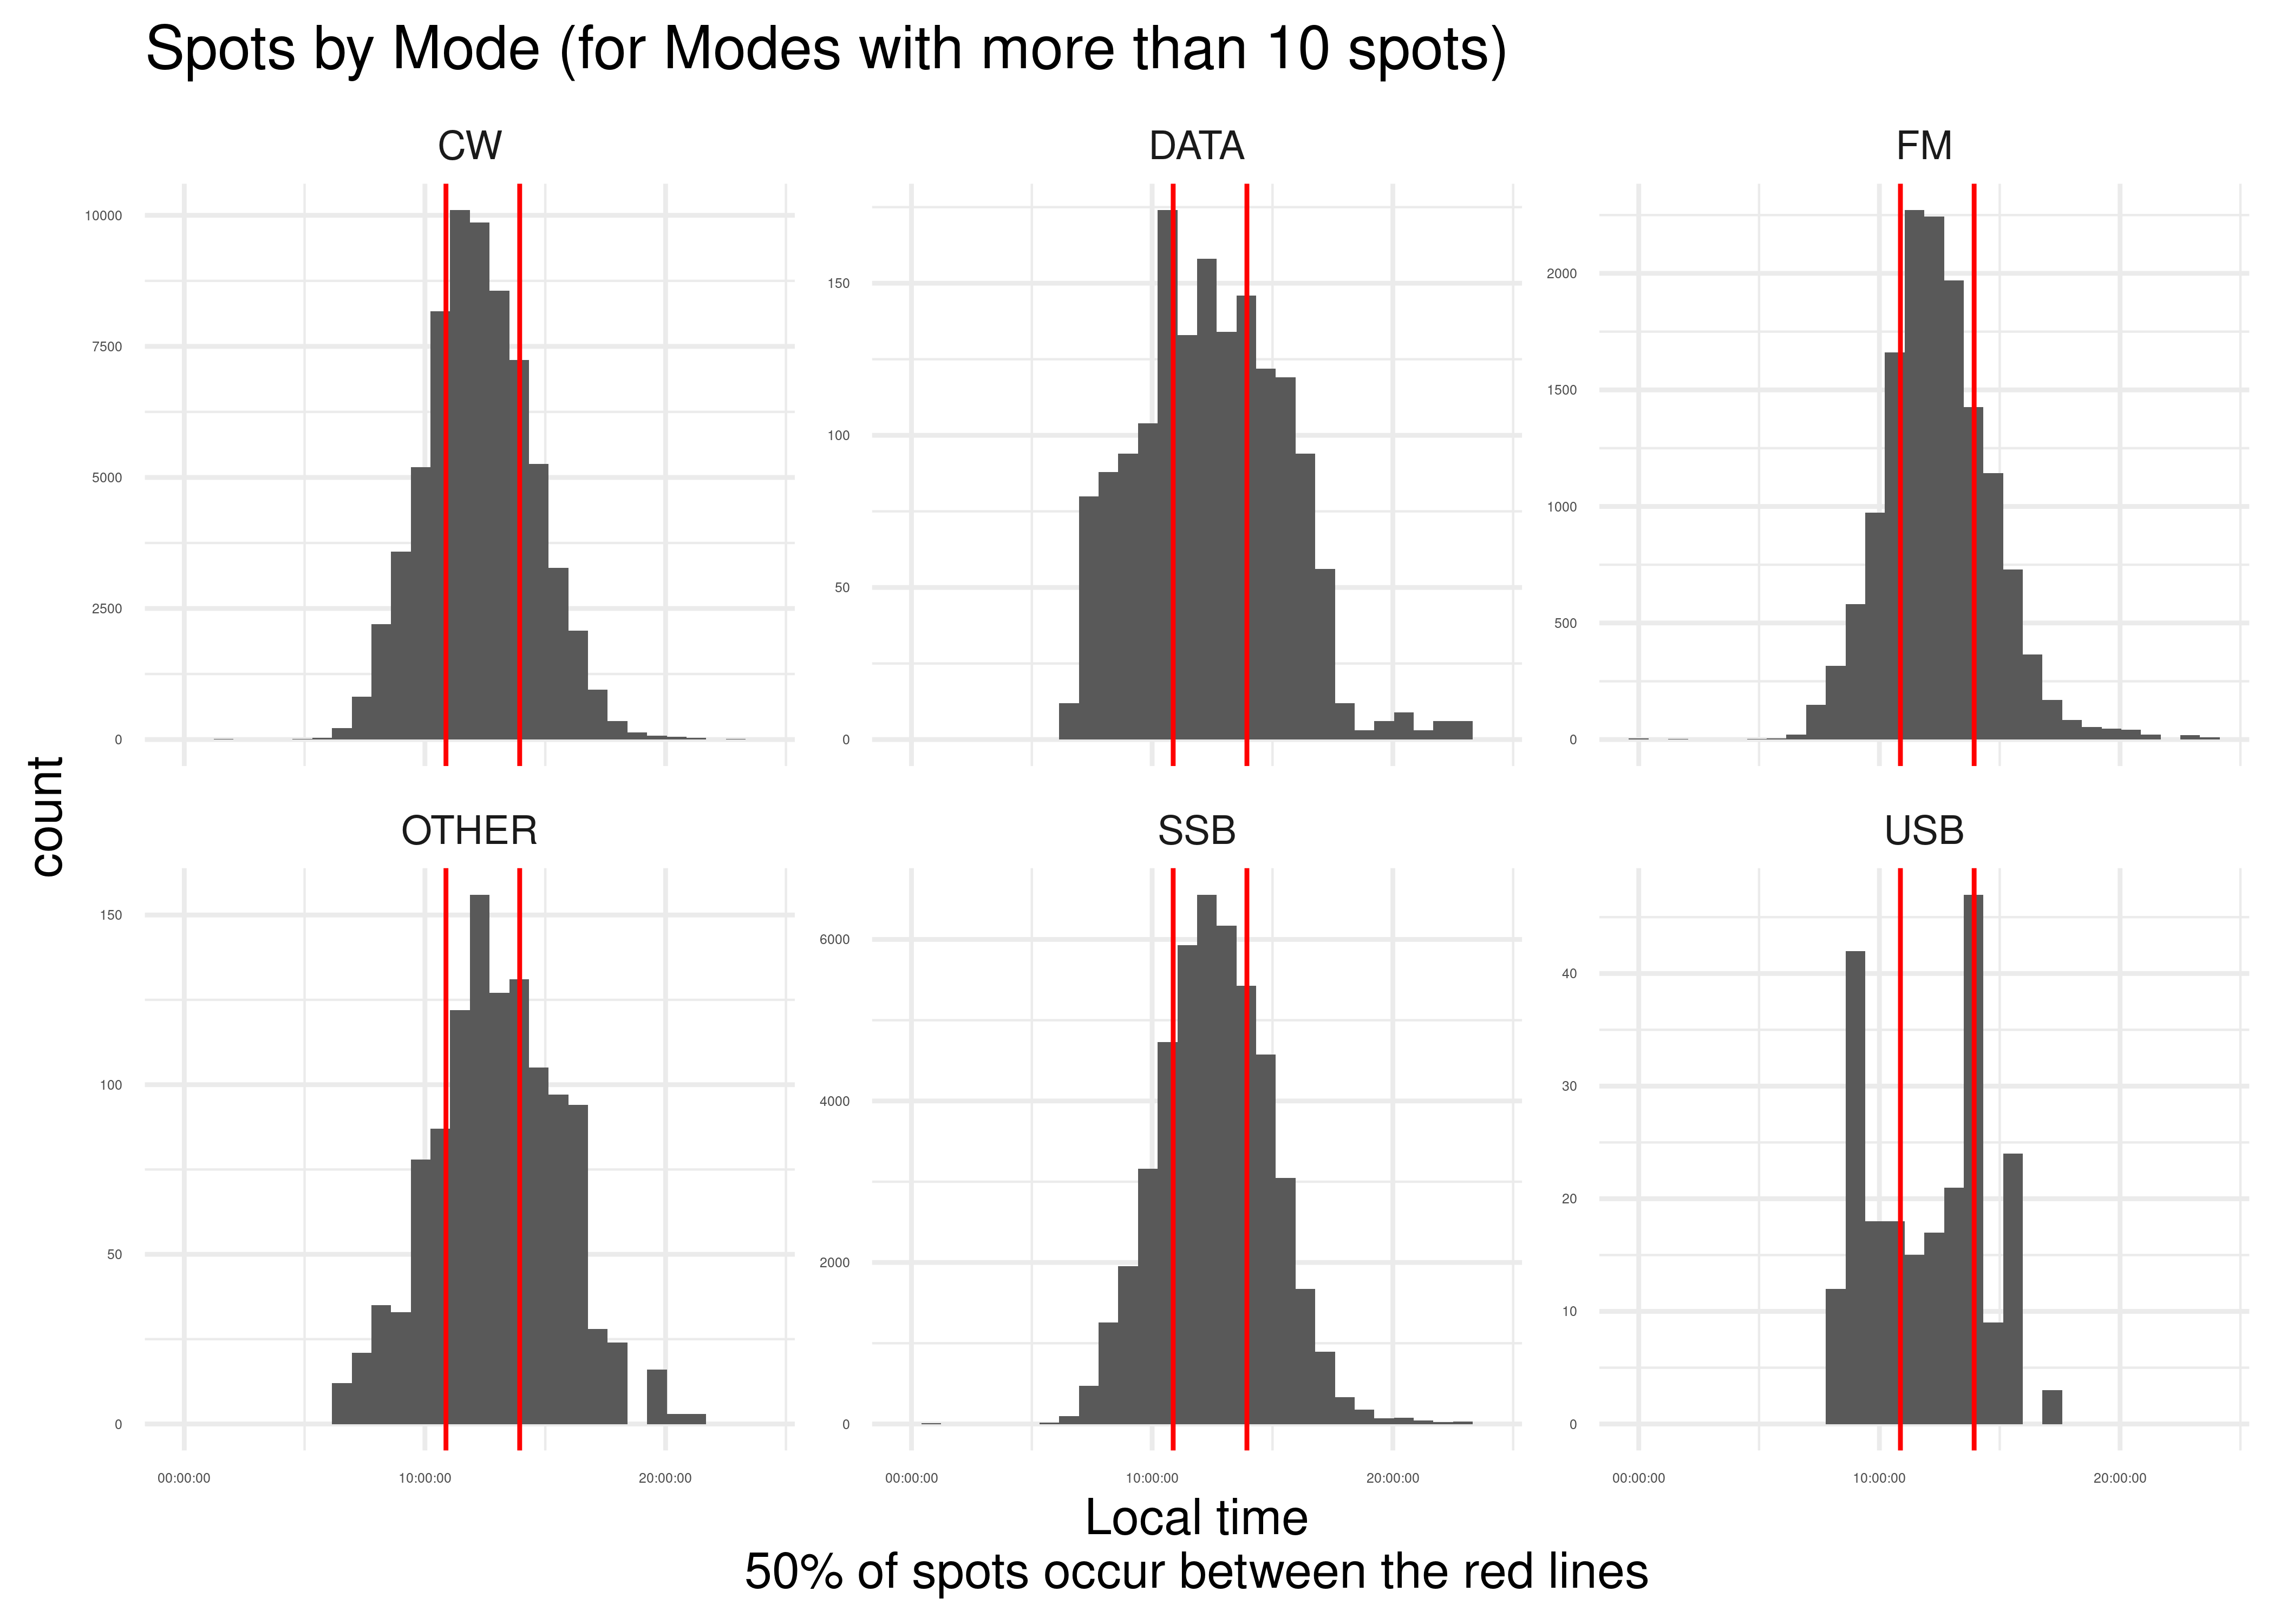 Spots by Mode (for Modes with more than 10 spots)
CW
DATA
FM
10000
7500
5000
2500
0
150
100
50
0
2000
1500
1000
500
0
count
OTHER
SSB
USB
150
100
50
0
6000
4000
2000
0
40
30
20
10
0
00:00:00 10:00:00 20:00:00
00:00:00 10:00:00 20:00:00
00:00:00 10:00:00 20:00:00
Local time
50% of spots occur between the red lines